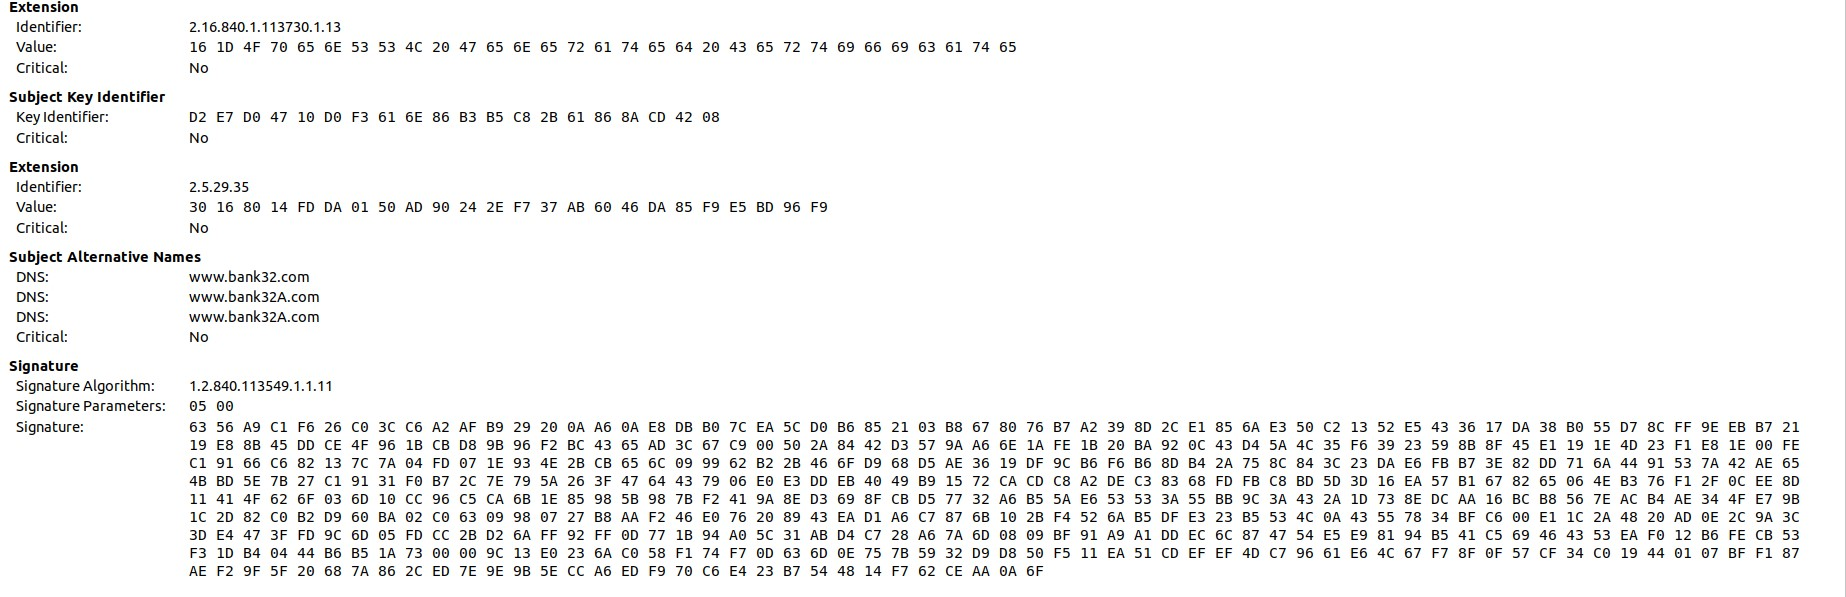 Extension
Identifier: 2.16.840.1.113730.1.13
Value: 16 1D 4F 70 65 6E 53 53 4C 20 47 65 6E 65 72 61 74 65 64 20 43 65 72 74 69 66 69 63 61 74 65
Critical: No
Subject Key Identifier
Key Identifier: D2 E7 D0 47 10 D0 F3 61 6E 86 B3 B5 C8 2B 61 86 8A CD 42 08
Critical: No
Extension
Identifier: 2.5.29.35
Value: 30 16 80 14 FD DA 01 50 AD 90 24 2E F7 37 AB 60 46 DA 85 F9 E5 BD 96 F9
Critical: No
Subject Alternative Names
DNS: www.bank32.com
DNS: www.bank32A.com
DNS: www.bank32A.com
Critical: No
Signature
Signature Algorithm: 1.2.840.113549.1.1.11
Signature Parameters: 05 00
Signature: 63 56 A9 C1 F6 26 C0 3C C6 A2 AF B9 29 20 0A A6 0A E8 DB B0 7C EA 5C D0 B6 85 21 03 B8 67 80 76 B7 A2 39 8D 2C E1 85 6A E3 50 C2 13 52 E5 43 36 17 DA 38 B0 55 D7 8C FF 9E EB B7 21
19 E8 8B 45 DD CE 4F 96 1B CB D8 9B 96 F2 BC 43 65 AD 3C 67 C9 00 50 2A 84 42 D3 57 9A A6 6E 1A FE 1B 20 BA 92 0C 43 D4 5A 4C 35 F6 39 23 59 8B 8F 45 E1 19 1E 4D 23 F1 E8 1E 00 FE
C1 91 66 C6 82 13 7C 7A 04 FD 07 1E 93 4E 2B CB 65 6C 09 99 62 B2 2B 46 6F D9 68 D5 AE 36 19 DF 9C B6 F6 B6 8D B4 2A 75 8C 84 3C 23 DA E6 FB B7 3E 82 DD 71 6A 44 91 53 7A 42 AE 65
4B BD 5E 7B 27 C1 91 31 F0 B7 2C 7E 79 5A 26 3F 47 64 43 79 06 E0 E3 DD EB 40 49 B9 15 72 CA CD C8 A2 DE C3 83 68 FD FB C8 BD 5D 3D 16 EA 57 B1 67 82 65 06 4E B3 76 F1 2F 0C EE 8D
11 41 4F 62 6F 03 6D 10 CC 96 C5 CA 6B 1E 85 98 5B 98 7B F2 41 9A 8E D3 69 8F CB D5 77 32 A6 B5 5A E6 53 53 3A 55 BB 9C 3A 43 2A 1D 73 8E DC AA 16 BC B8 56 7E AC B4 AE 34 4F E7 9B
1C 2D 82 C0 B2 D9 60 BA 02 C0 63 09 98 07 27 B8 AA F2 46 E0 76 20 89 43 EA D1 A6 C7 87 6B 10 2B F4 52 6A B5 DF E3 23 B5 53 4C 0A 43 55 78 34 BF C6 00 E1 1C 2A 48 20 AD 0E 2C 9A 3C
3D E4 47 3F FD 9C 6D 05 FD CC 2B D2 6A FF 92 FF 0D 77 1B 94 A0 5C 31 AB D4 C7 28 A6 7A 6D 08 09 BF 91 A9 A1 DD EC 6C 87 47 54 E5 E9 81 94 B5 41 C5 69 46 43 53 EA F0 12 B6 FE CB 53
F3 1D B4 04 44 B6 B5 1A 73 00 00 9C 13 E0 23 6A C0 58 F1 74 F7 0D 63 6D 0E 75 7B 59 32 D9 D8 50 F5 11 EA 51 CD EF EF 4D C7 96 61 E6 4C 67 F7 8F 0F 57 CF 34 C0 19 44 01 07 BF F1 87
AE F2 9F 5F 20 68 7A 86 2C ED 7E 9E 9B 5E CC A6 ED F9 70 C6 E4 23 B7 54 48 14 F7 62 CE AA 0A 6F